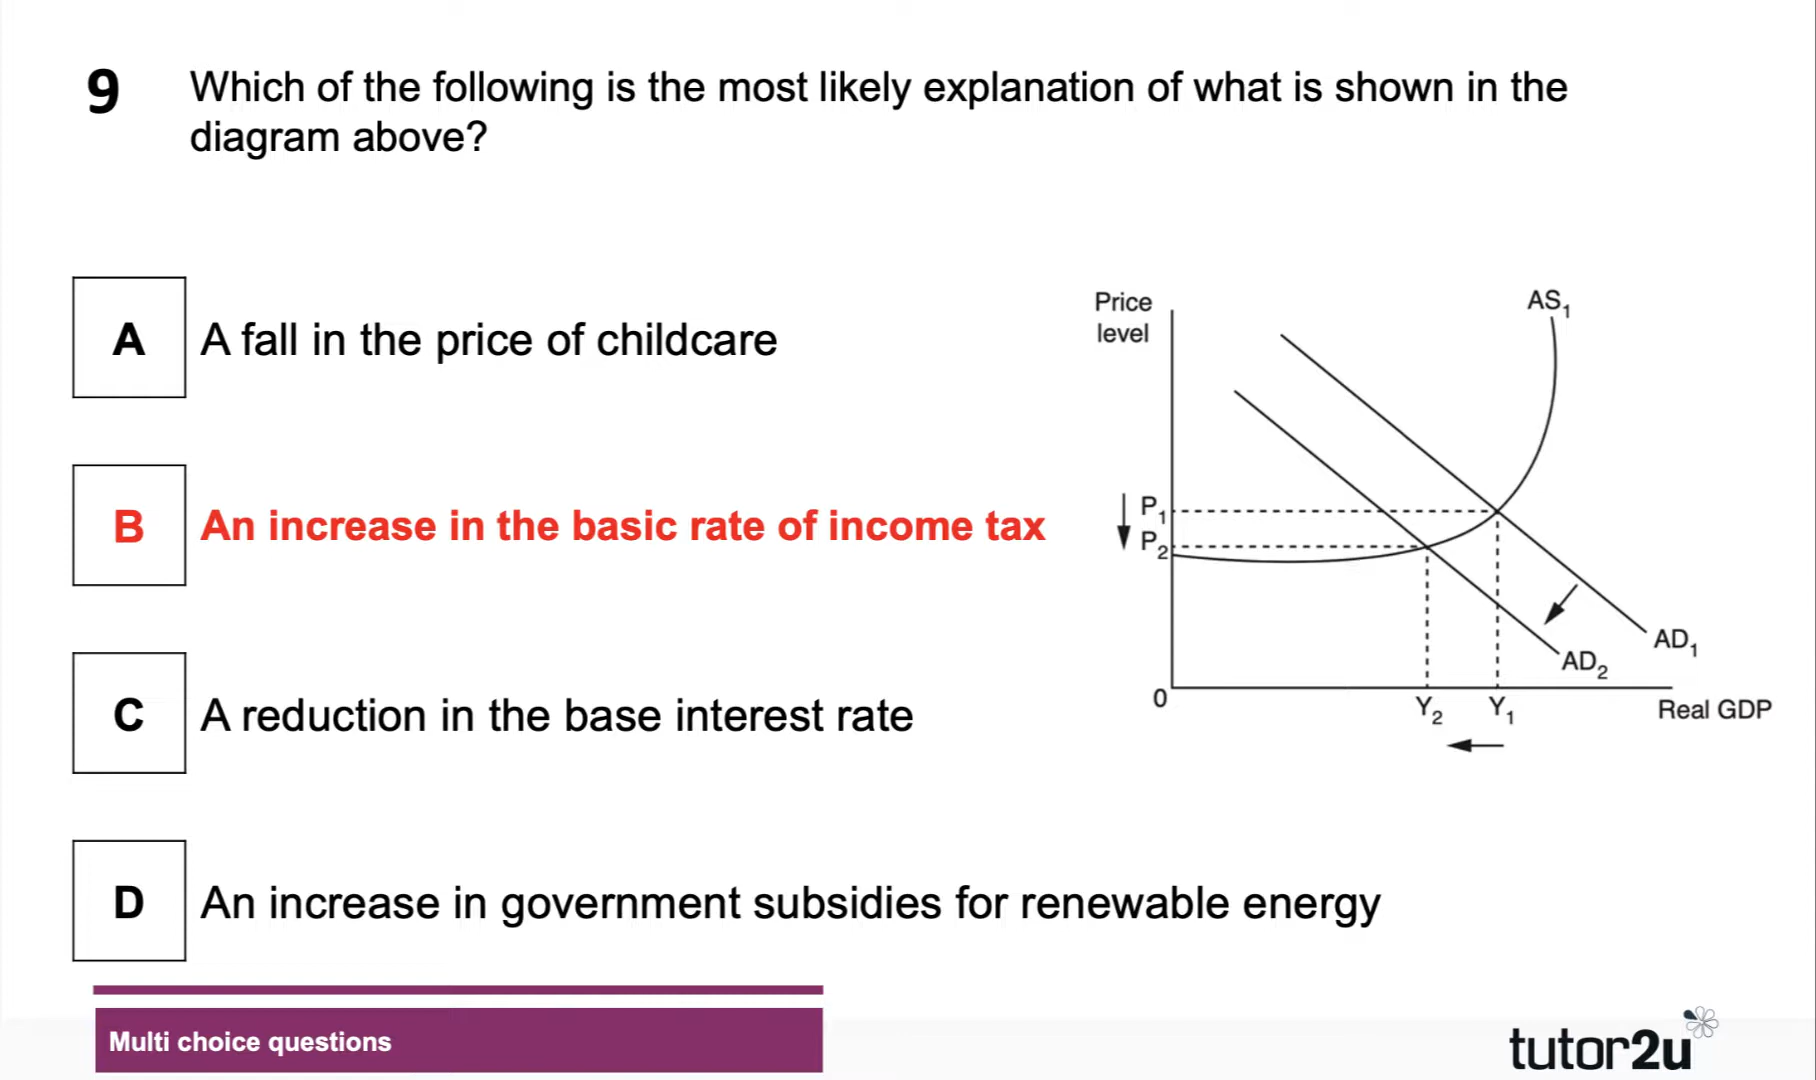 9 Which of the following is the most likely explanation of what is shown in the
diagram above?
A A fall in the price of childcare
B An increase in the basic rate of income tax
C A reduction in the base interest rate
D An increase in government subsidies for renewable energy
Price
level
AS1
P1
P2
AD1
AD2
0
Y2 Y1
Real GDP
Multi choice questions
tutor2u